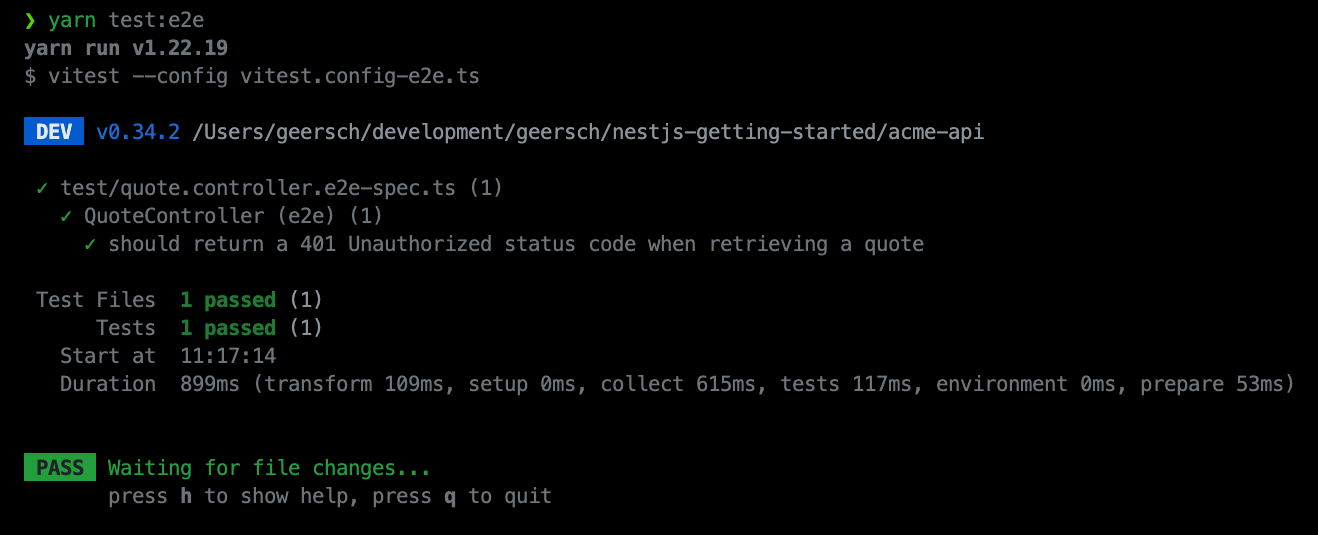 ❯ yarn test:e2e
yarn run v1.22.19
$ vitest --config vitest.config-e2e.ts
DEV v0.34.2 /Users/geersch/development/geersch/nestjs-getting-started/acme-api
✓ test/quote.controller.e2e-spec.ts (1)
✓ QuoteController (e2e) (1)
✓ should return a 401 Unauthorized status code when retrieving a quote
Test Files 1 passed (1)
Tests 1 passed (1)
Start at 11:17:14
Duration 899ms (transform 109ms, setup 0ms, collect 615ms, tests 117ms, environment 0ms, prepare 53ms)
PASS Waiting for file changes...
press h to show help, press q to quit